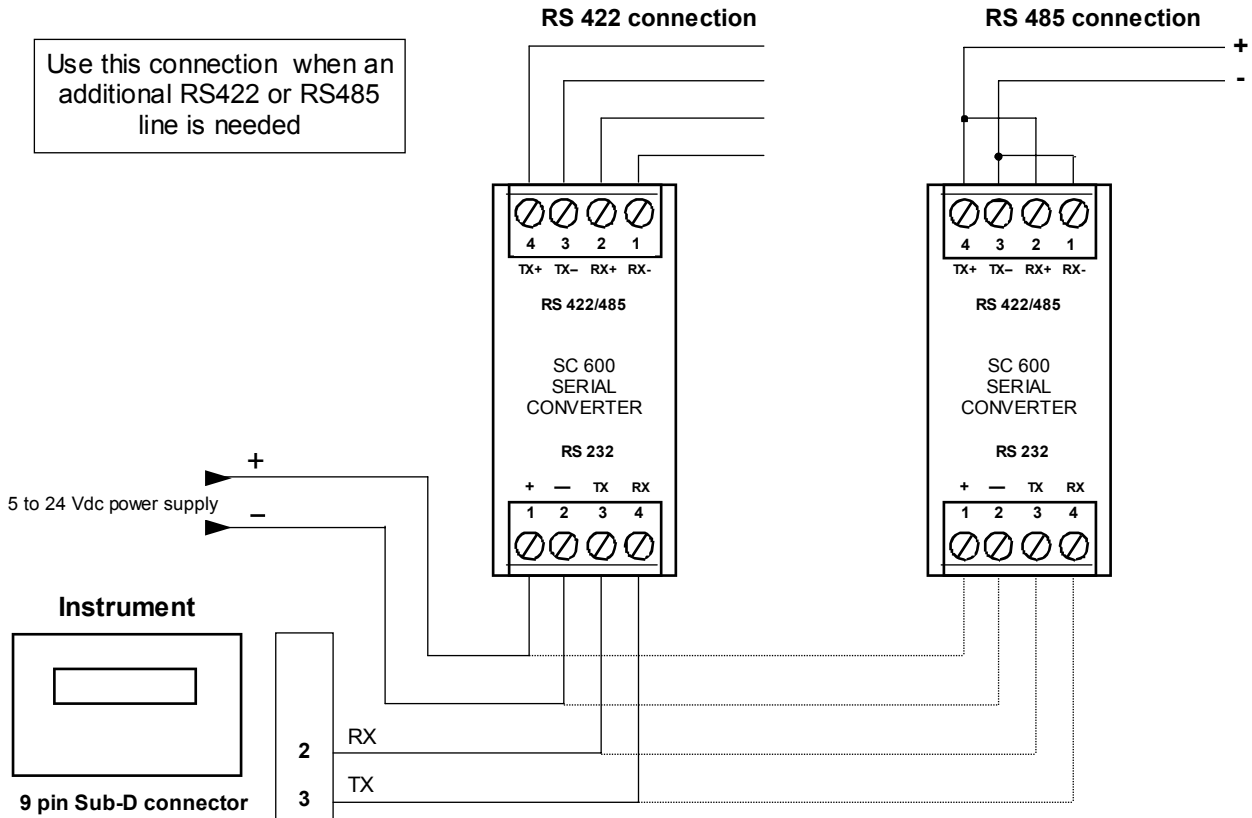 RS 422 connection
RS 485 connection
Use this connection when an
additional RS422 or RS485
line is needed
+
-
4 3 2 1
TX+ TX– RX+ RX-
RS 422/485
SC 600
SERIAL
CONVERTER
RS 232
+ — TX RX
1 2 3 4
4 3 2 1
TX+ TX– RX+ RX-
RS 422/485
SC 600
SERIAL
CONVERTER
RS 232
+ — TX RX
1 2 3 4
+
5 to 24 Vdc power supply
–
Instrument
9 pin Sub-D connector
2 RX
3 TX